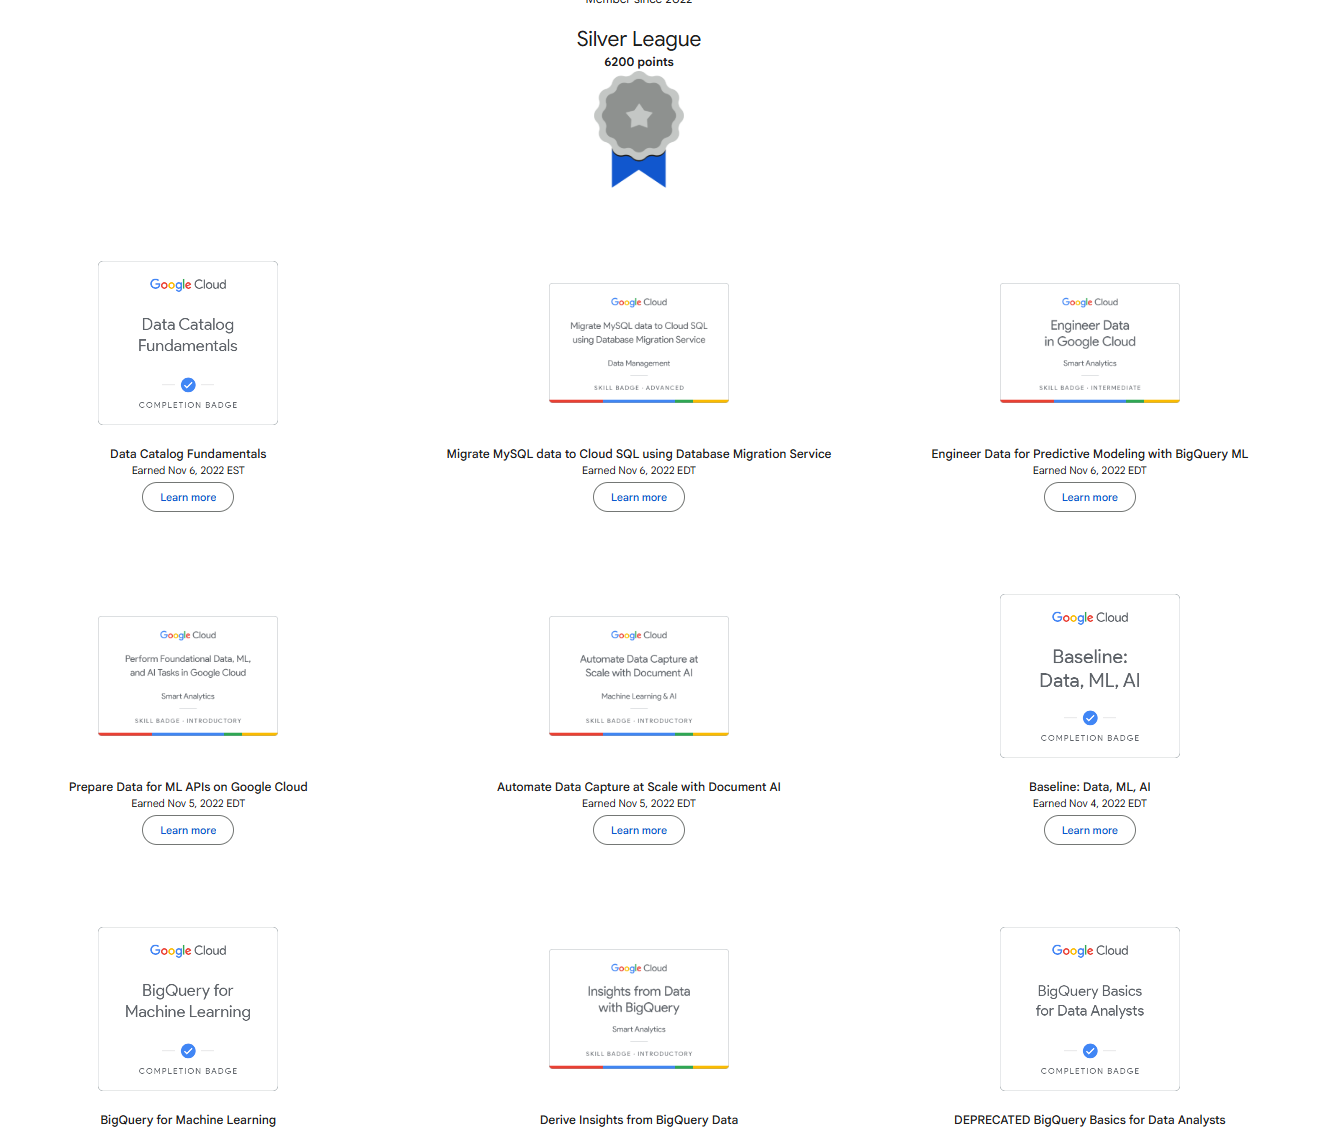 Member since 2022
Silver League
6200 points
Google Cloud
Data Catalog
Fundamentals
COMPLETION BADGE
Data Catalog Fundamentals
Earned Nov 6, 2022 EST
Learn more
Google Cloud
Migrate MySQL data to Cloud SQL
using Database Migration Service
Data Management
SKILL BADGE · ADVANCED
Migrate MySQL data to Cloud SQL using Database Migration Service
Earned Nov 6, 2022 EDT
Learn more
Google Cloud
Engineer Data
in Google Cloud
Smart Analytics
SKILL BADGE · INTERMEDIATE
Engineer Data for Predictive Modeling with BigQuery ML
Earned Nov 6, 2022 EDT
Learn more
Google Cloud
Perform Foundational Data, ML,
and AI Tasks in Google Cloud
Smart Analytics
SKILL BADGE · INTRODUCTORY
Prepare Data for ML APIs on Google Cloud
Earned Nov 5, 2022 EDT
Learn more
Google Cloud
Automate Data Capture at
Scale with Document AI
Machine Learning & AI
SKILL BADGE · INTRODUCTORY
Automate Data Capture at Scale with Document AI
Earned Nov 5, 2022 EDT
Learn more
Google Cloud
Baseline:
Data, ML, AI
COMPLETION BADGE
Baseline: Data, ML, AI
Earned Nov 4, 2022 EDT
Learn more
Google Cloud
BigQuery for
Machine Learning
COMPLETION BADGE
BigQuery for Machine Learning
Google Cloud
Insights from Data
with BigQuery
Smart Analytics
SKILL BADGE · INTRODUCTORY
Derive Insights from BigQuery Data
Google Cloud
BigQuery Basics
for Data Analysts
COMPLETION BADGE
DEPRECATED BigQuery Basics for Data Analysts